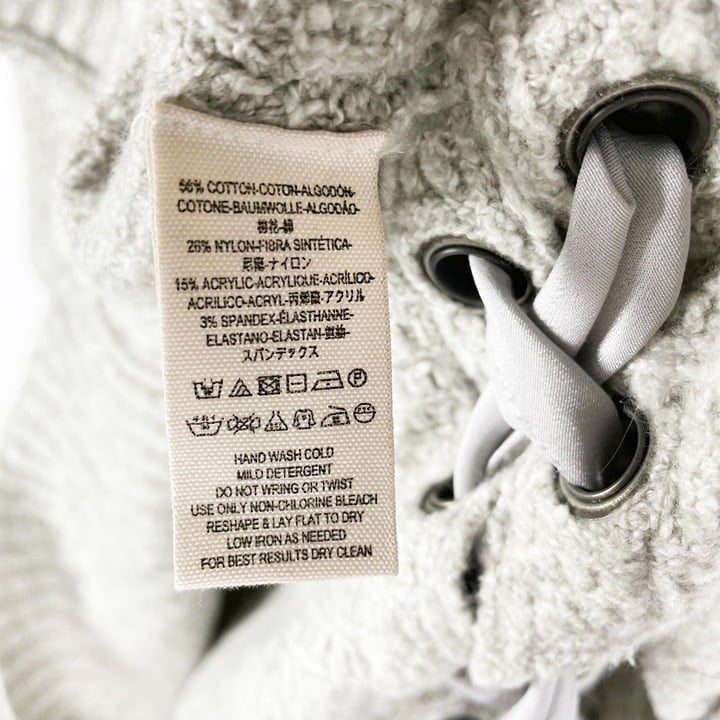 56% COTTON-COTON-ALGODÓN-
COTONE-BAUMWOLLE-ALGODÃO-
棉花-綿
26% NYLON-FIBRA SINTÉTICA-
尼龍-ナイロン
15% ACRYLIC-ACRYLIQUE-ACRÍLICO-
ACRILICO-ACRYL-丙烯酸-アクリル
3% SPANDEX-ÉLASTHANNE-
ELASTANO-ELASTAN-
スパンデックス
HAND WASH COLD
MILD DETERGENT
DO NOT WRING OR TWIST
USE ONLY NON-CHLORINE BLEACH
RESHAPE & LAY FLAT TO DRY
LOW IRON AS NEEDED
FOR BEST RESULTS DRY CLEAN